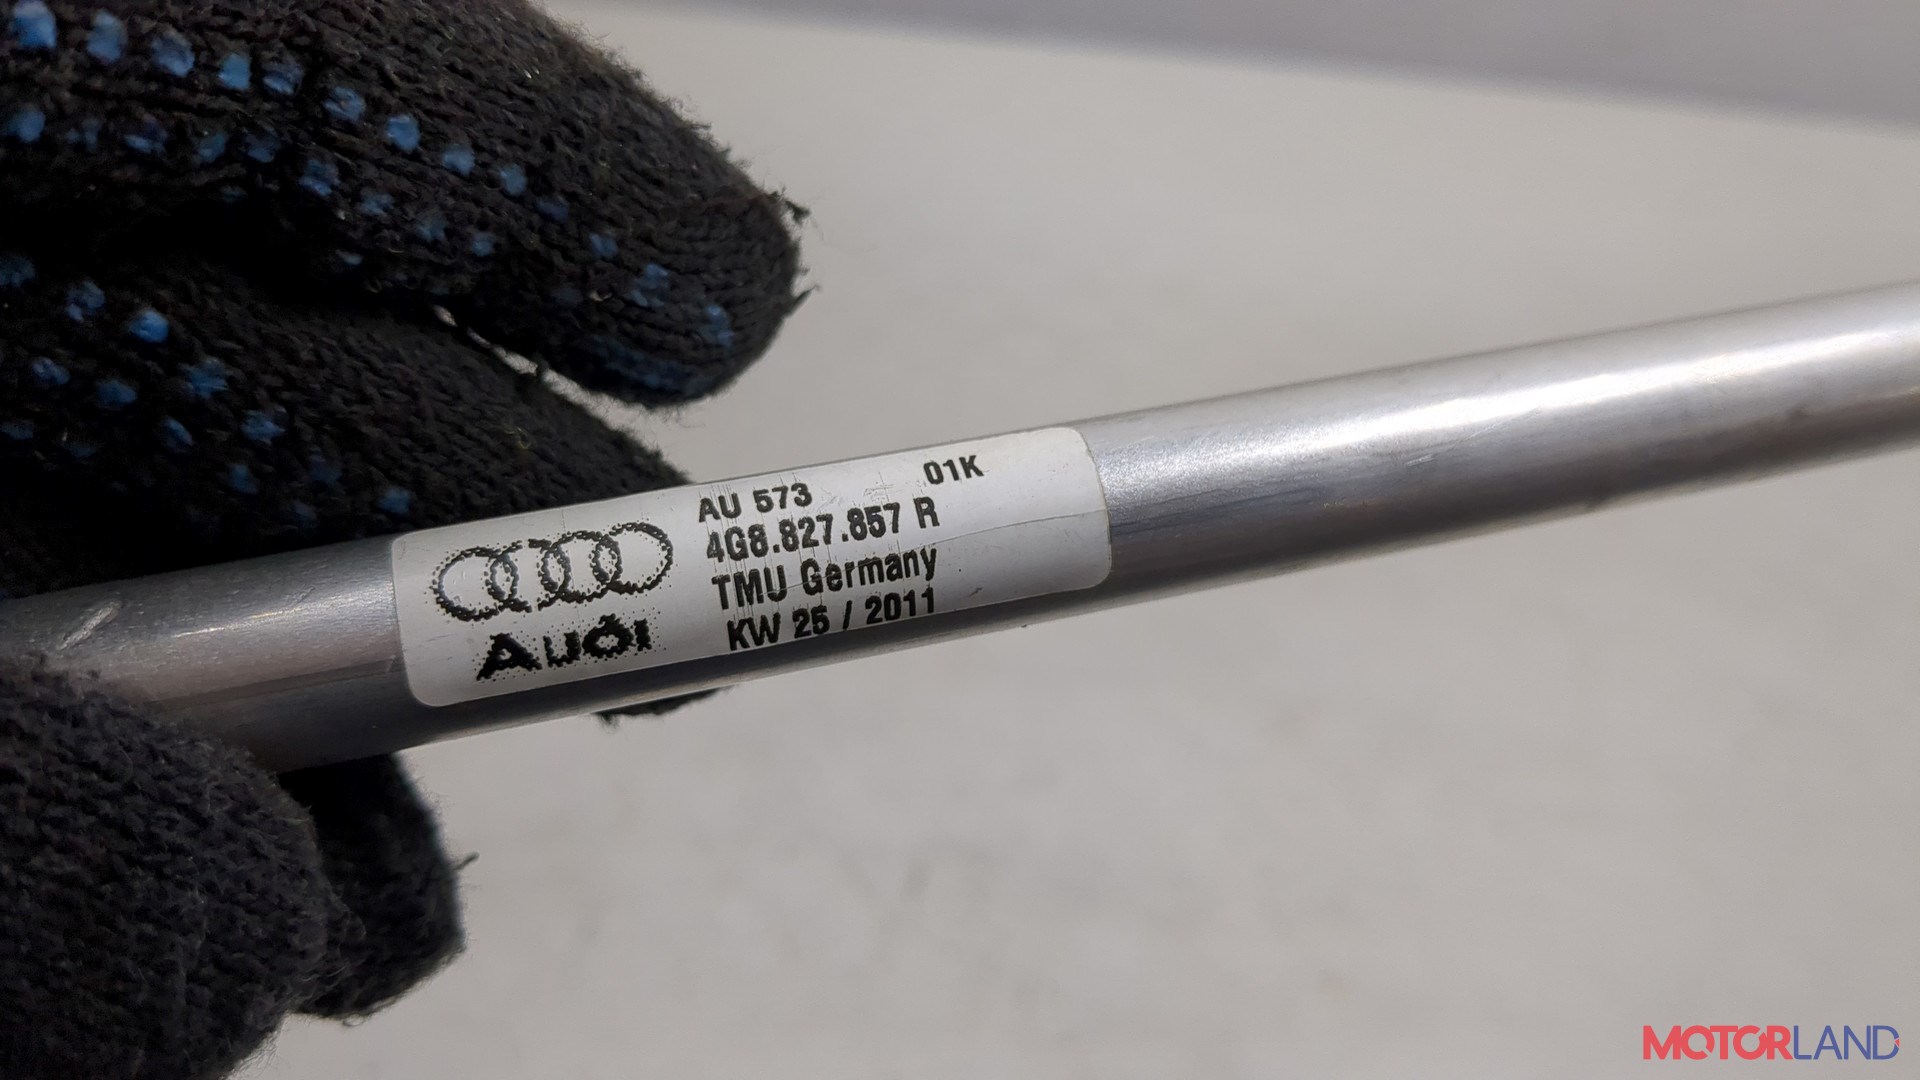 AU 573 01K
4G8.827.857 R
TMU Germany
KW 25 / 2011
Audi
MOTORLAND